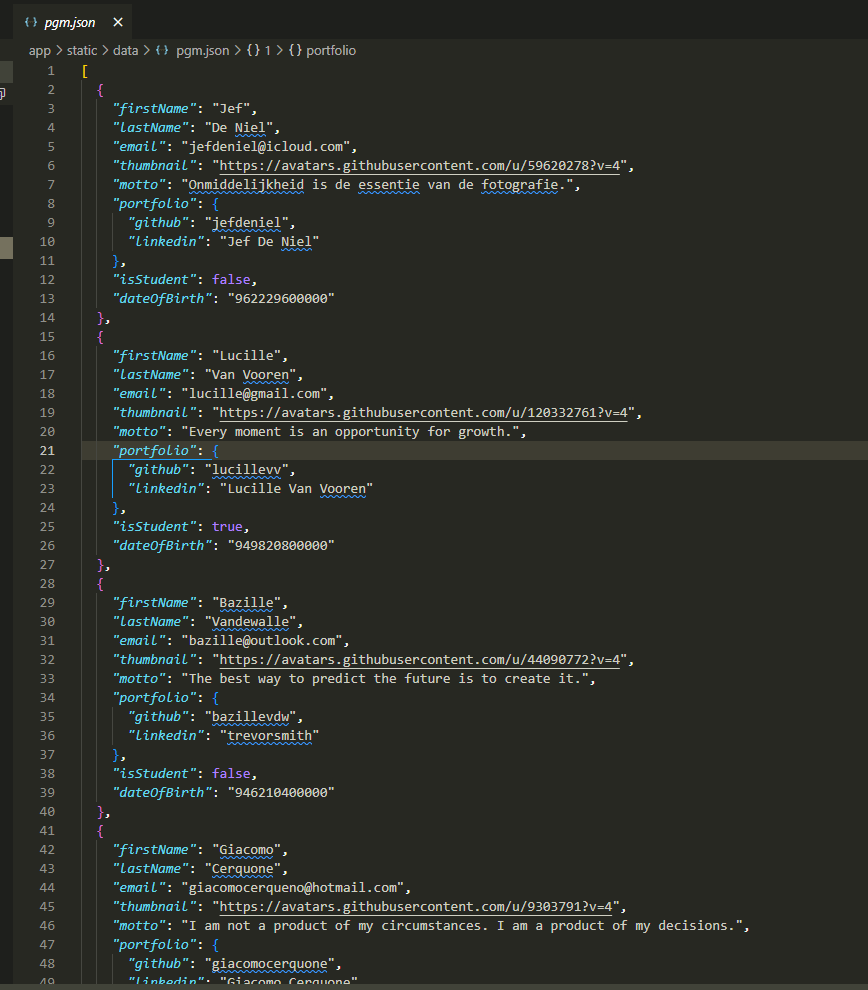 pgm.json ×
app > static > data > {} pgm.json > {} 1 > {} portfolio
1 [
2 {
3 "firstName": "Jef",
4 "lastName": "De Niel",
5 "email": "jefdeniel@icloud.com",
6 "thumbnail": "https://avatars.githubusercontent.com/u/59620278?v=4",
7 "motto": "Onmiddelijkheid is de essentie van de fotografie.",
8 "portfolio": {
9 "github": "jefdeniel",
10 "linkedin": "Jef De Niel"
11 },
12 "isStudent": false,
13 "dateOfBirth": "962229600000"
14 },
15 {
16 "firstName": "Lucille",
17 "lastName": "Van Vooren",
18 "email": "lucille@gmail.com",
19 "thumbnail": "https://avatars.githubusercontent.com/u/120332761?v=4",
20 "motto": "Every moment is an opportunity for growth.",
21 "portfolio": {
22 "github": "lucillevv",
23 "linkedin": "Lucille Van Vooren"
24 },
25 "isStudent": true,
26 "dateOfBirth": "949820800000"
27 },
28 {
29 "firstName": "Bazille",
30 "lastName": "Vandewalle",
31 "email": "bazille@outlook.com",
32 "thumbnail": "https://avatars.githubusercontent.com/u/44090772?v=4",
33 "motto": "The best way to predict the future is to create it.",
34 "portfolio": {
35 "github": "bazillevdw",
36 "linkedin": "trevorsmith"
37 },
38 "isStudent": false,
39 "dateOfBirth": "946210400000"
40 },
41 {
42 "firstName": "Giacomo",
43 "lastName": "Cerquone",
44 "email": "giacomocerqueno@hotmail.com",
45 "thumbnail": "https://avatars.githubusercontent.com/u/9303791?v=4",
46 "motto": "I am not a product of my circumstances. I am a product of my decisions.",
47 "portfolio": {
48 "github": "giacomocerquone",
49 "linkedin": "Giacomo Cerquone"